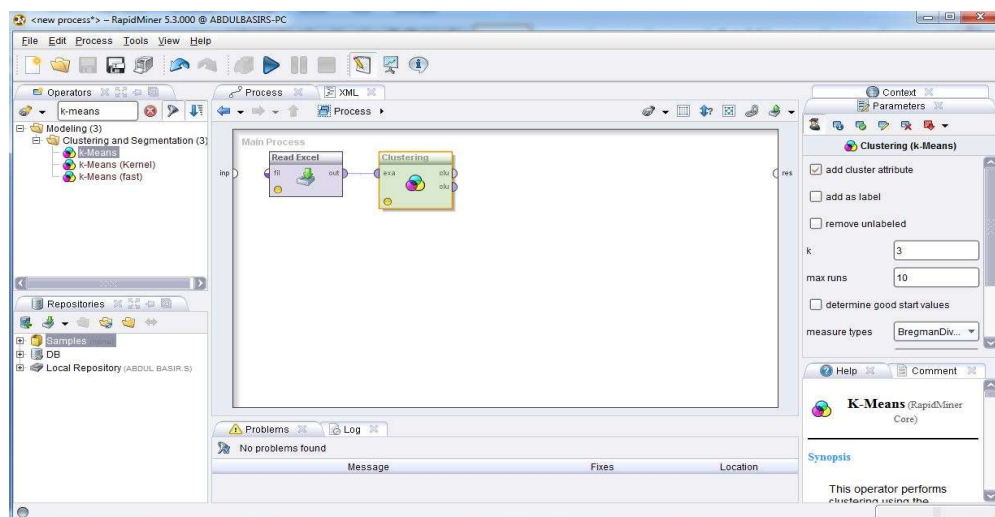 <new process*> – RapidMiner 5.3.000 @ ABDULBASIRS-PC
File Edit Process Tools View Help
Operators
k-means
Modeling (3)
Clustering and Segmentation (3)
k-Means
k-Means (Kernel)
k-Means (fast)
Repositories
Samples
DB
Local Repository (ABDUL BASIR.S)
Process XML
Process
Main Process
Read Excel Clustering
inp fil out exa clu res
clu
Problems Log
No problems found
Message Fixes Location
Context
Parameters
Clustering (k-Means)
add cluster attribute
add as label
remove unlabeled
k 3
max runs 10
determine good start values
measure types BregmanDiv...
Help Comment
K-Means (RapidMiner
Core)
Synopsis
This operator performs
clustering using the